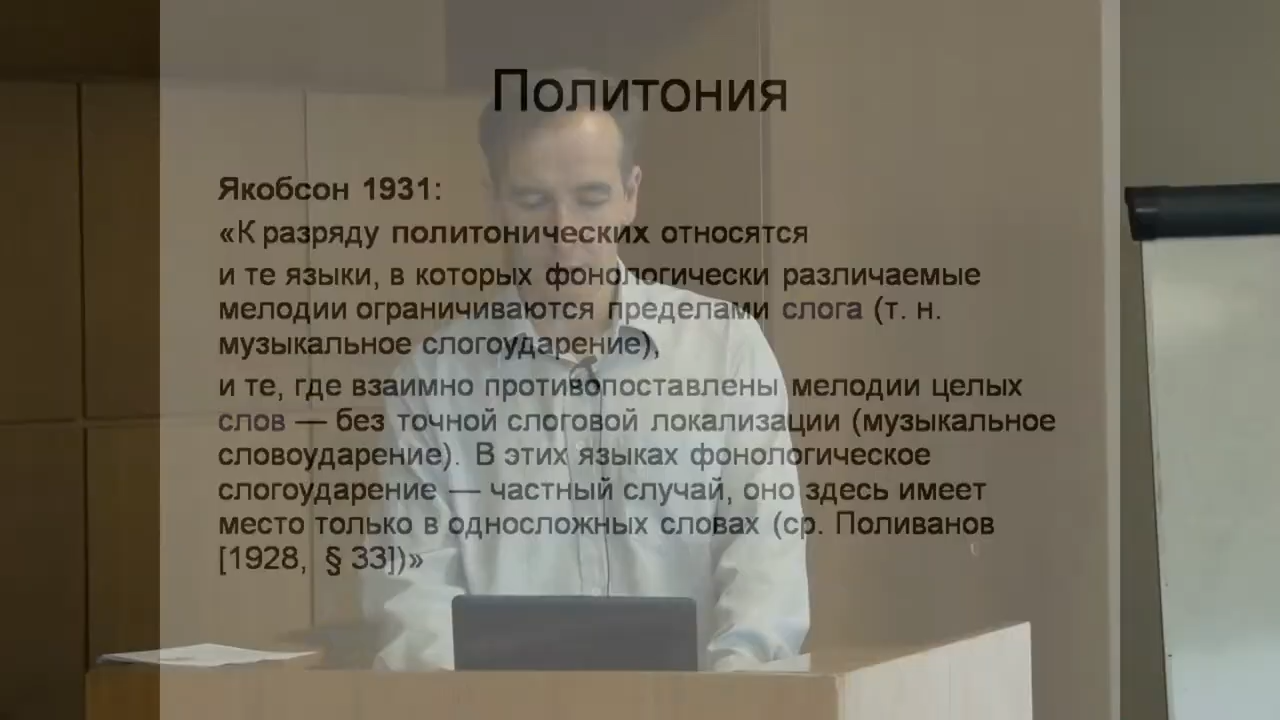 Политония
Якобсон 1931:
«К разряду политонических относятся
и те языки, в которых фонологически различаемые
мелодии ограничиваются пределами слога (т. н.
музыкальное слогоударение),
и те, где взаимно противопоставлены мелодии целых
слов — без точной слоговой локализации (музыкальное
словоударение). В этих языках фонологическое
слогоударение — частный случай, оно здесь имеет
место только в односложных словах (ср. Поливанов
[1928, § 33])»